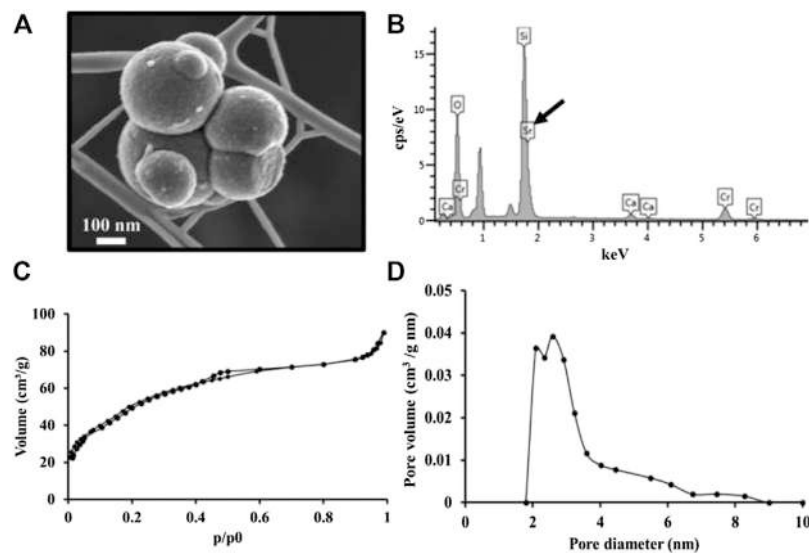 A
100 nm
B
cps/eV
15
10
5
0
O
Ca
Cr
Si
Sr
Ca
Ca
Cr
Cr
1 2 3 4 5 6
keV
C
Volume (cm³/g)
100
80
60
40
20
0
0 0.2 0.4 0.6 0.8 1
p/p0
D
Pore volume (cm³ /g nm)
0.05
0.04
0.03
0.02
0.01
0
0 2 4 6 8 10
Pore diameter (nm)